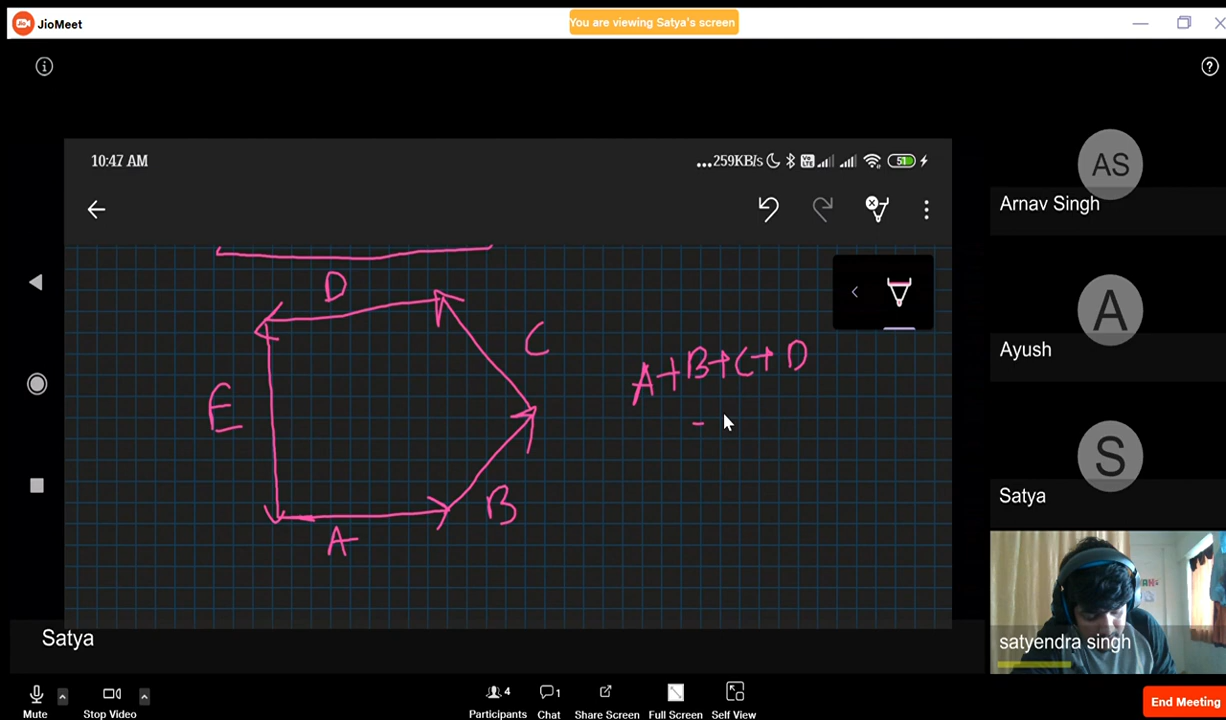 JioMeet
You are viewing Satya's screen
10:47 AM
...259KB/s
51
D
C
E
A+B+C+D
-
B
A
AS
Arnav Singh
A
Ayush
S
Satya
satyendra singh
Satya
Mute
Stop Video
4
Participants
1
Chat
Share Screen
Full Screen
Self View
End Meeting